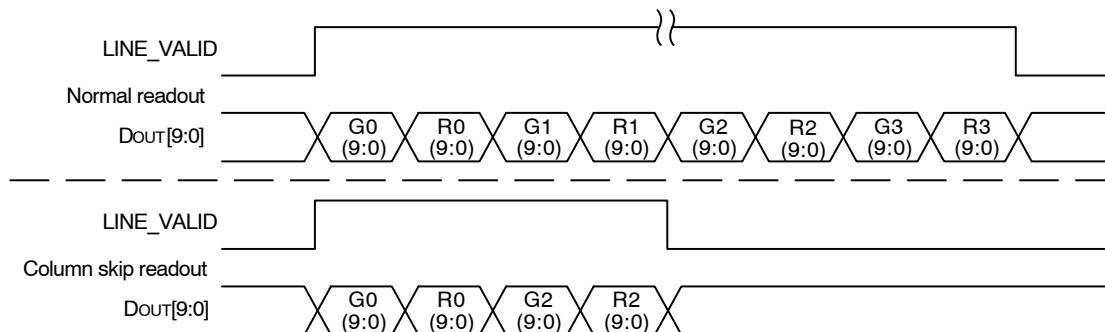 LINE_VALID
Normal readout
DOUT[9:0]
G0 R0 G1 R1 G2 R2 G3 R3
(9:0) (9:0) (9:0) (9:0) (9:0) (9:0) (9:0) (9:0)
LINE_VALID
Column skip readout
DOUT[9:0]
G0 R0 G2 R2
(9:0) (9:0) (9:0) (9:0)